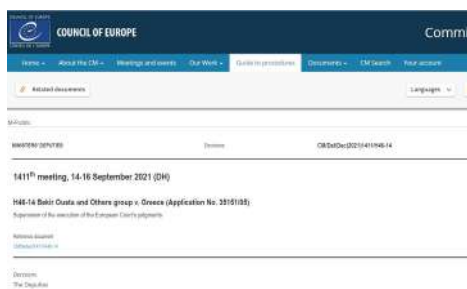 COUNCIL OF EUROPE
Commi
Home
About the CM
Meetings and events
Our Work
Guide to procedures
Documents
CM Search
Your account
Related documents
Languages
MINISTERS' DEPUTIES
Decisions
CM/Del/Dec(2021)1411/H46-14
1411th meeting, 14-16 September 2021 (DH)
H46-14 Bekir Ousta and Others group v. Greece (Application No. 35151/05)
Supervision of the execution of the European Court's judgments
Reference document
Decisions
The Deputies